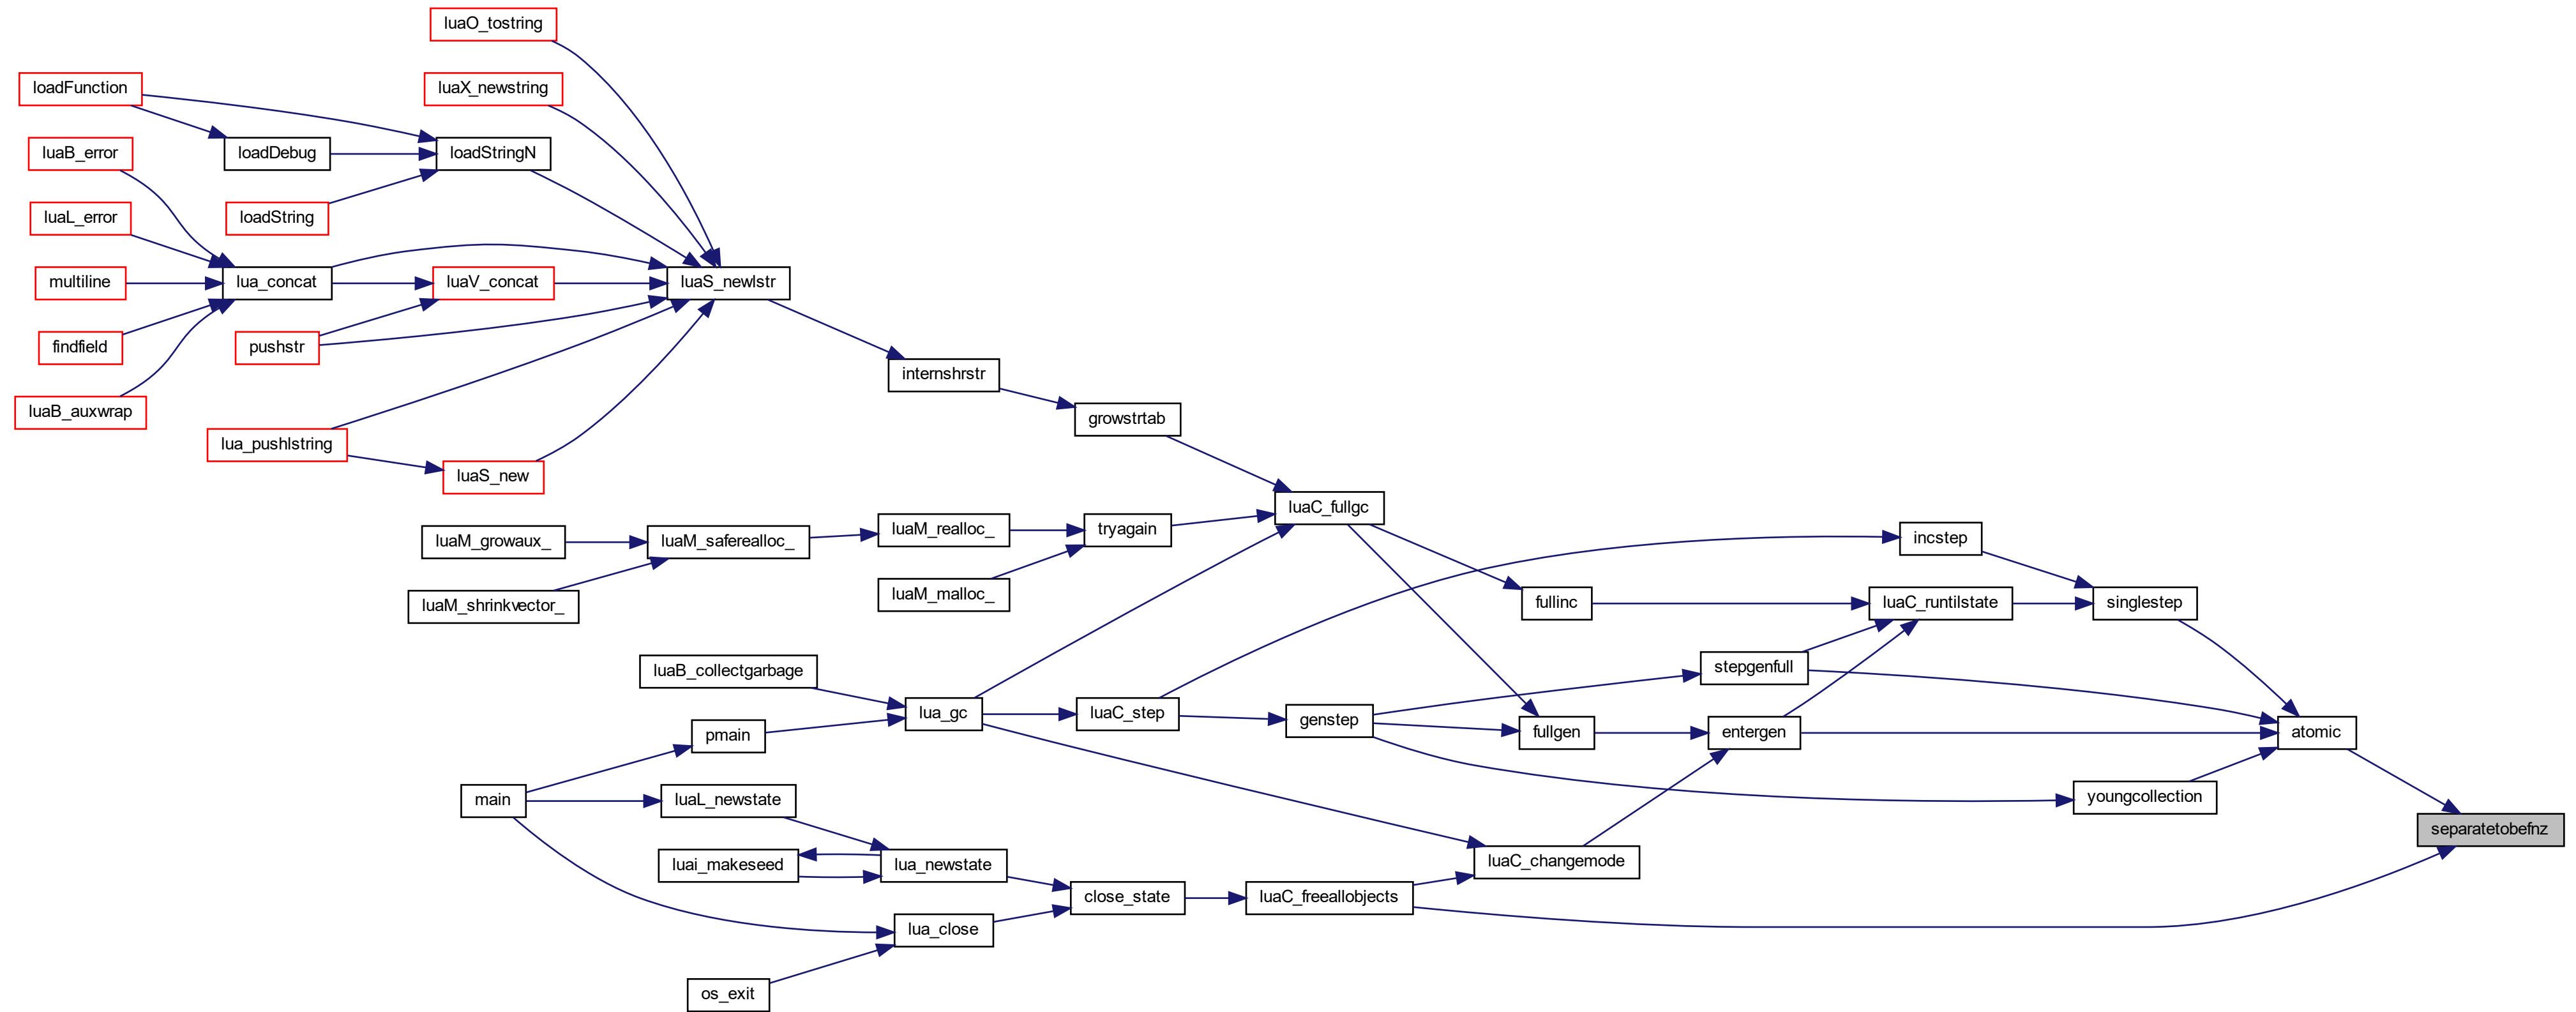 luaO_tostring
loadFunction
luaX_newstring
luaB_error
loadDebug
loadStringN
luaL_error
loadString
multiline
lua_concat
luaV_concat
luaS_newlstr
findfield
pushstr
internshrstr
luaB_auxwrap
growstrtab
lua_pushlstring
luaS_new
luaC_fullgc
luaM_growaux_
luaM_saferealloc_
luaM_realloc_
tryagain
incstep
luaM_shrinkvector_
luaM_malloc_
fullinc
luaC_runtilstate
singlestep
luaB_collectgarbage
stepgenfull
lua_gc
luaC_step
genstep
pmain
fullgen
entergen
atomic
main
luaL_newstate
youngcollection
separatetobefnz
luai_makeseed
lua_newstate
luaC_changemode
close_state
luaC_freeallobjects
lua_close
os_exit